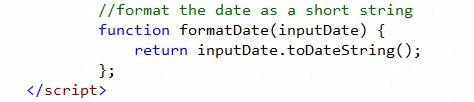 //format the date as a short string
function formatDate(inputDate) {
return inputDate.toDateString();
};
</script>